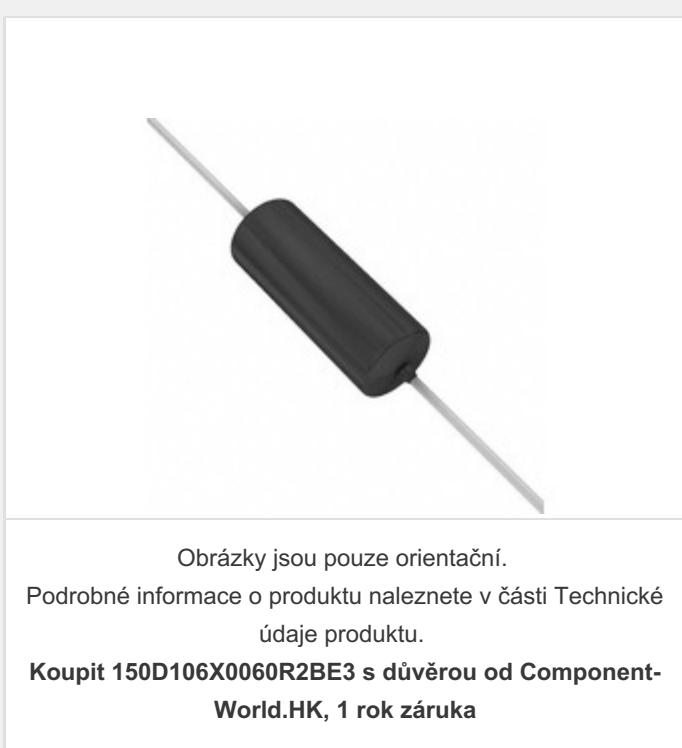 Obrázky jsou pouze orientační.
Podrobné informace o produktu naleznete v části Technické
údaje produktu.
Koupit 150D106X0060R2BE3 s důvěrou od Component-
World.HK, 1 rok záruka